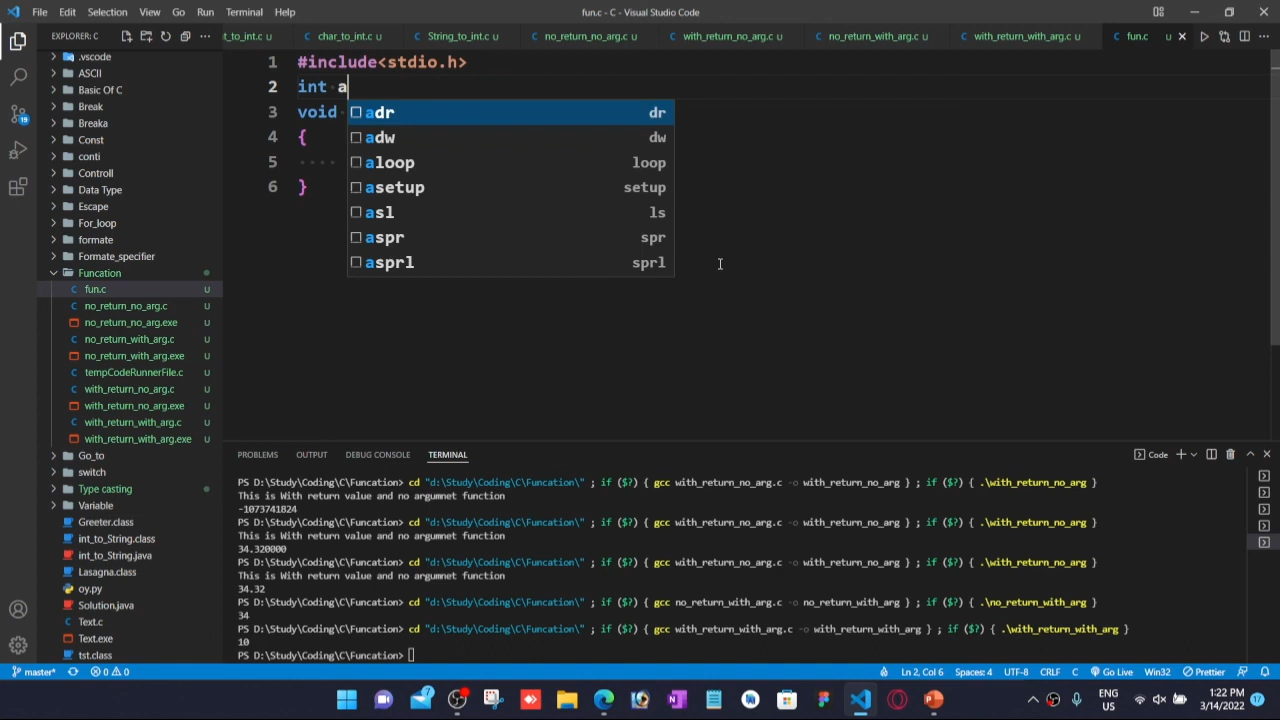 File Edit Selection View Go Run Terminal Help
fun.c - C - Visual Studio Code
EXPLORER: C
t_to_int.c U
char_to_int.c U
String_to_int.c U
no_return_no_arg.c U
with_return_no_arg.c U
no_return_with_arg.c U
with_return_with_arg.c U
fun.c U
.vscode
ASCII
Basic Of C
Break
Breaka
Const
conti
Controll
Data Type
Escape
For_loop
formate
Formate_specifier
Funcation
fun.c U
no_return_no_arg.c U
no_return_no_arg.exe U
no_return_with_arg.c U
no_return_with_arg.exe U
tempCodeRunnerFile.c U
with_return_no_arg.c U
with_return_no_arg.exe U
with_return_with_arg.c U
with_return_with_arg.exe U
Go_to
switch
Type casting
Variable
Greeter.class
int_to_String.class
int_to_String.java
Lasagna.class
oy.py
Solution.java
Text.c
Text.exe
tst.class
19
1 #include<stdio.h>
2 int a
3 void
4 {
5
6 }
adr dr
adw dw
aloop loop
asetup setup
asl ls
aspr spr
asprl sprl
PROBLEMS OUTPUT DEBUG CONSOLE TERMINAL
Code
PS D:\Study\Coding\C\Funcation> cd "d:\Study\Coding\C\Funcation\" ; if ($?) { gcc with_return_no_arg.c -o with_return_no_arg } ; if ($?) { .\with_return_no_arg }
This is With return value and no argumnet function
-1073741824
PS D:\Study\Coding\C\Funcation> cd "d:\Study\Coding\C\Funcation\" ; if ($?) { gcc with_return_no_arg.c -o with_return_no_arg } ; if ($?) { .\with_return_no_arg }
This is With return value and no argumnet function
34.320000
PS D:\Study\Coding\C\Funcation> cd "d:\Study\Coding\C\Funcation\" ; if ($?) { gcc with_return_no_arg.c -o with_return_no_arg } ; if ($?) { .\with_return_no_arg }
This is With return value and no argumnet function
34.32
PS D:\Study\Coding\C\Funcation> cd "d:\Study\Coding\C\Funcation\" ; if ($?) { gcc no_return_with_arg.c -o no_return_with_arg } ; if ($?) { .\no_return_with_arg }
34
PS D:\Study\Coding\C\Funcation> cd "d:\Study\Coding\C\Funcation\" ; if ($?) { gcc with_return_with_arg.c -o with_return_with_arg } ; if ($?) { .\with_return_with_arg }
10
PS D:\Study\Coding\C\Funcation>
master* 0 0
Ln 2, Col 6 Spaces: 4 UTF-8 CRLF C Go Live Win32 Prettier
7
ENG
US
1:22 PM
3/14/2022
17